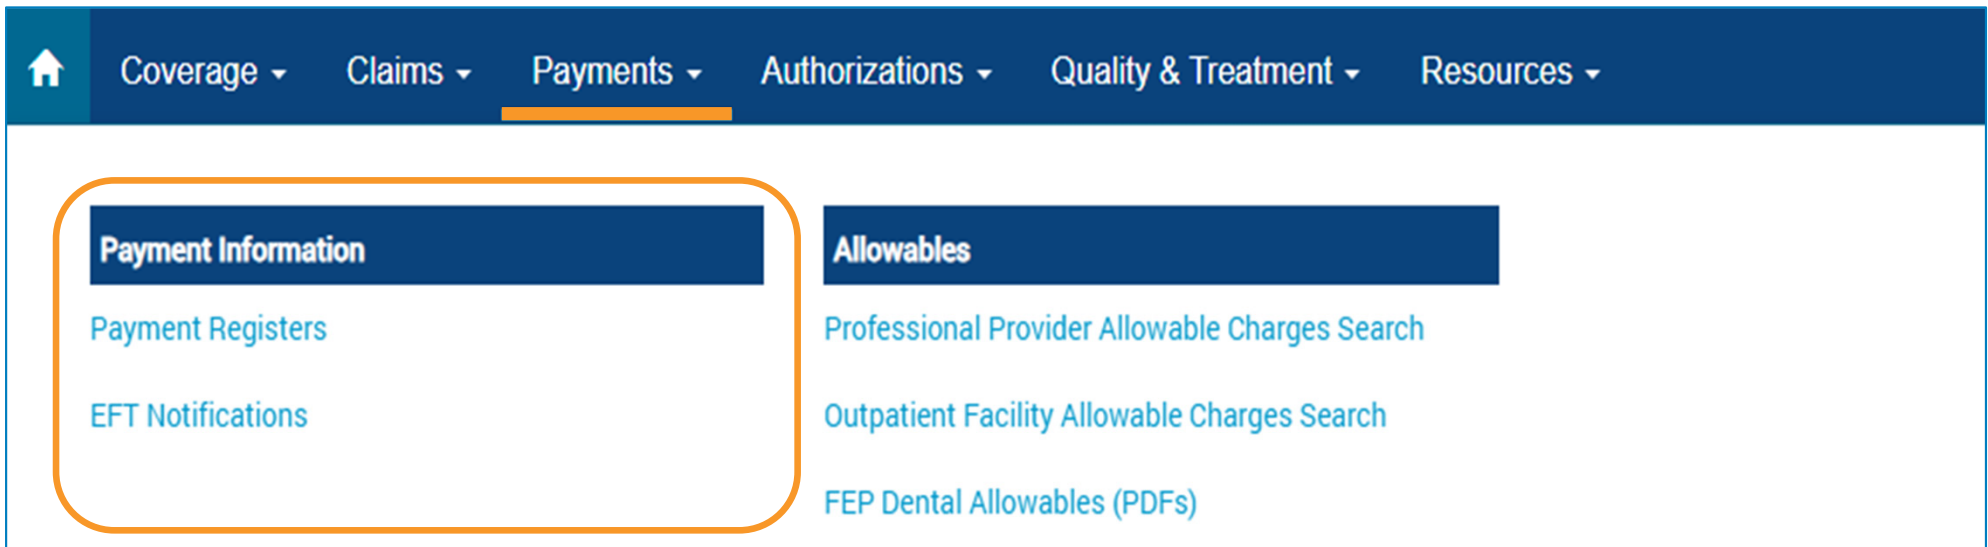 Coverage Claims Payments Authorizations Quality & Treatment Resources
Payment Information
Payment Registers
EFT Notifications
Allowables
Professional Provider Allowable Charges Search
Outpatient Facility Allowable Charges Search
FEP Dental Allowables (PDFs)